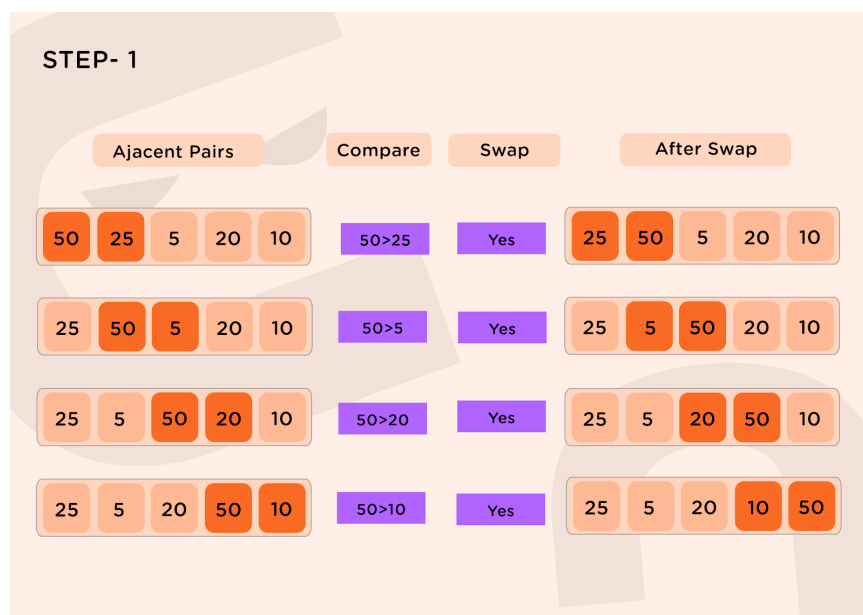 STEP- 1
Ajacent Pairs Compare Swap After Swap
50 25 5 20 10 50>25 Yes 25 50 5 20 10
25 50 5 20 10 50>5 Yes 25 5 50 20 10
25 5 50 20 10 50>20 Yes 25 5 20 50 10
25 5 20 50 10 50>10 Yes 25 5 20 10 50